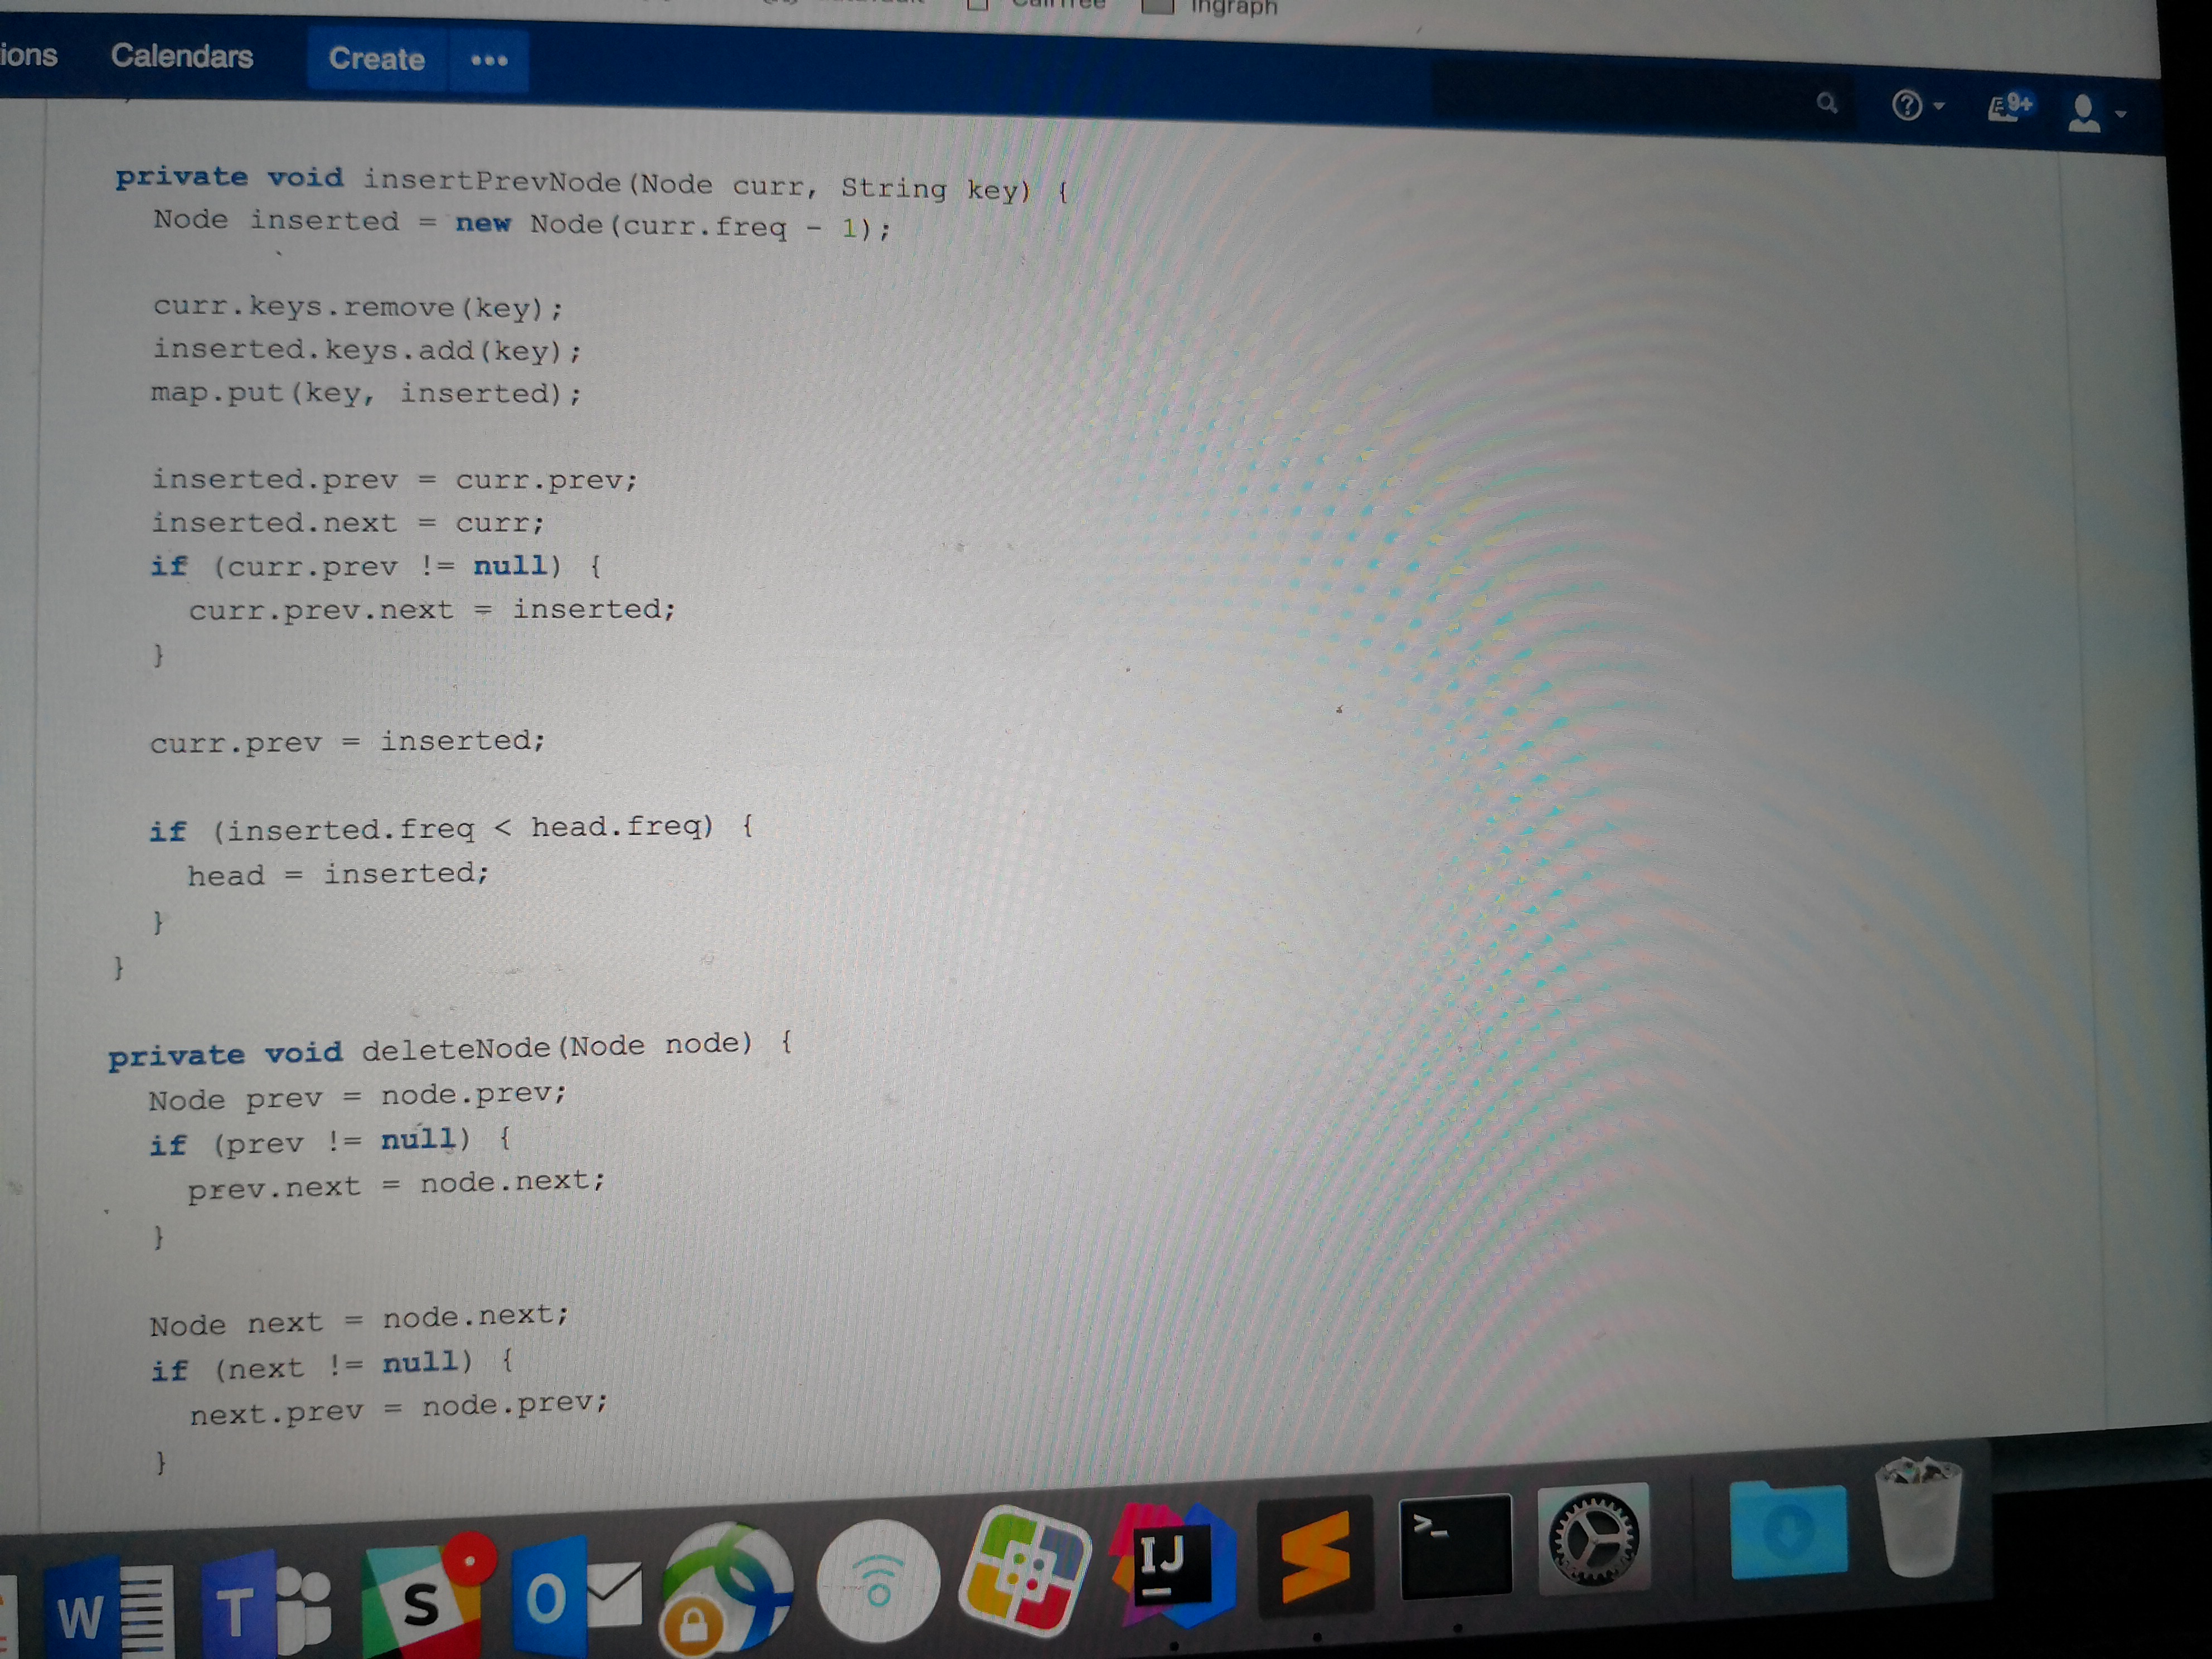 Ingraph
ions Calendars Create •••
9+
private void insertPrevNode(Node curr, String key) {
Node inserted = new Node(curr.freq - 1);
curr.keys.remove(key);
inserted.keys.add(key);
map.put(key, inserted);
inserted.prev = curr.prev;
inserted.next = curr;
if (curr.prev != null) {
curr.prev.next = inserted;
}
curr.prev = inserted;
if (inserted.freq < head.freq) {
head = inserted;
}
}
private void deleteNode(Node node) {
Node prev = node.prev;
if (prev != null) {
prev.next = node.next;
}
Node next = node.next;
if (next != null) {
next.prev = node.prev;
}
W T S O IJ >_